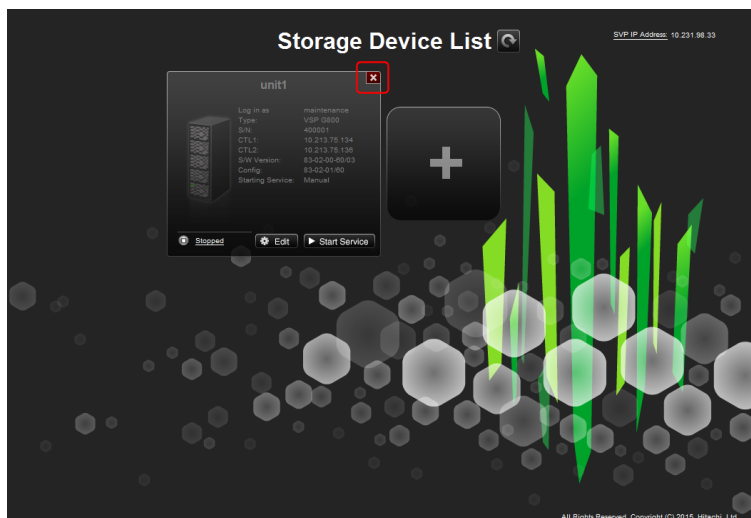 Storage Device List
SVP IP Address: 10.231.98.33
unit1
Log in as maintenance
Type: VSP G800
S/N: 400001
CTL1: 10.213.75.134
CTL2: 10.213.75.136
S/W Version: 83-02-00-60/03
Config: 83-02-01/60
Starting Service: Manuel
Stopped
Edit
Start Service
All Rights Reserved, Copyright (C) 2015, Hitachi, Ltd.